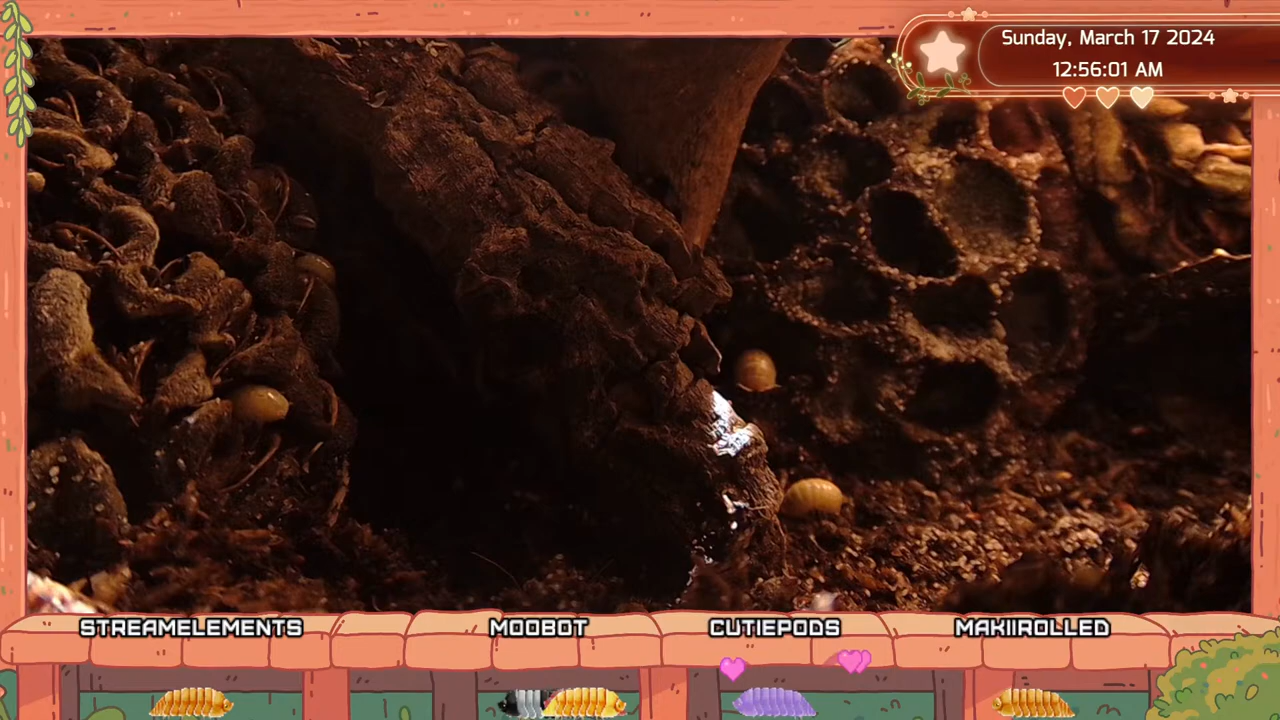 Sunday, March 17 2024
12:56:01 AM
STREAMELEMENTS MOOBOT CUTIEPODS MAKIIROLLED